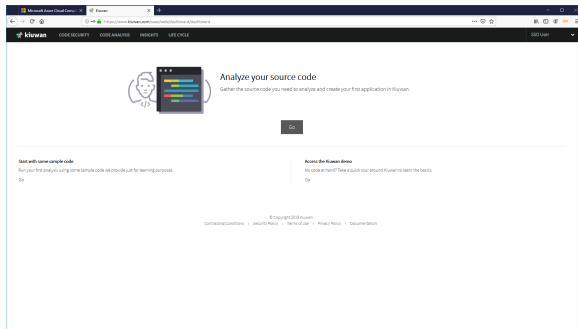 Microsoft Azure Cloud Comp
Kiuwan
https://www.kiuwan.com/saas/web/dashboard/dashboard
kiuwan CODE SECURITY CODE ANALYSIS INSIGHTS LIFE CYCLE SSO User
Analyze your source code
Gather the source code you need to analyze and create your first application in Kiuwan.
Go
Start with some sample code
Run your first analysis using some sample code we provide just for learning purposes.
Go
Access the Kiuwan demo
No code at hand? Take a quick tour around Kiuwan to learn the basics.
Go
© Copyright 2019 Kiuwan
Contracting Conditions | Security Policy | Terms of Use | Privacy Policy | Documentation